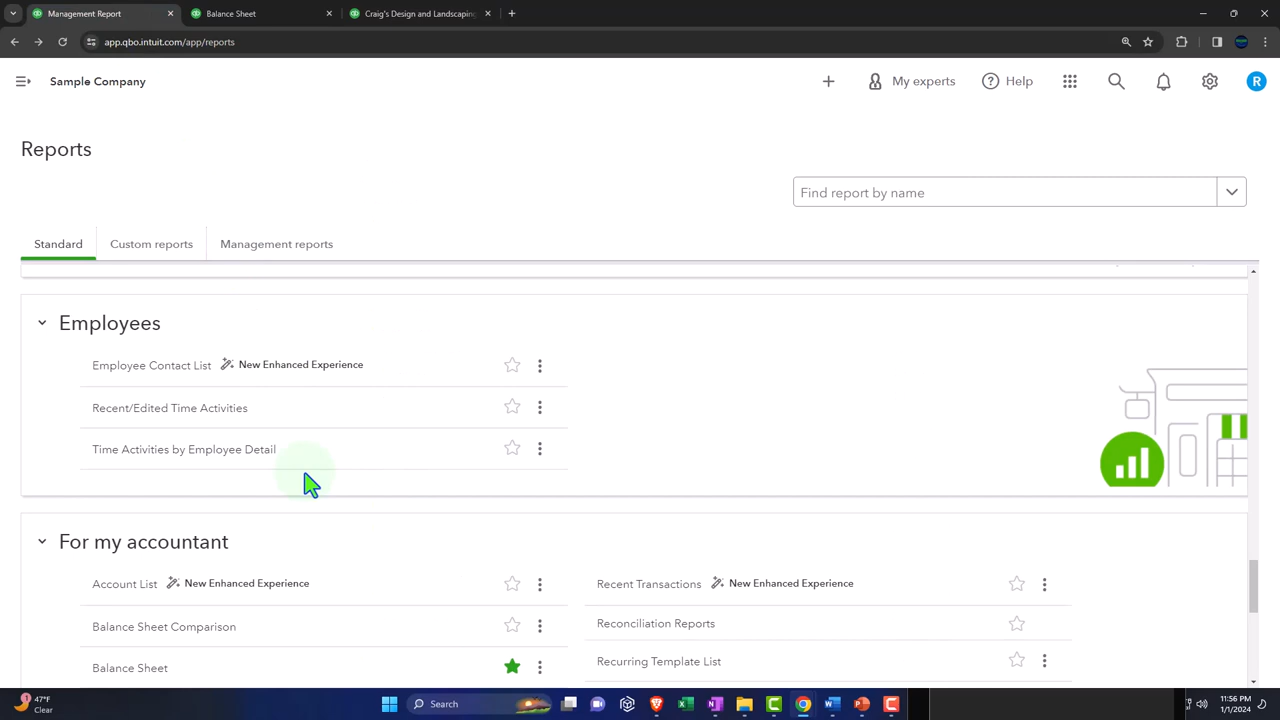 Management Report
Balance Sheet
Craig's Design and Landscaping
app.qbo.intuit.com/app/reports
Sample Company
My experts
Help
R
Reports
Find report by name
Standard
Custom reports
Management reports
Employees
Employee Contact List New Enhanced Experience
Recent/Edited Time Activities
Time Activities by Employee Detail
For my accountant
Account List New Enhanced Experience
Recent Transactions New Enhanced Experience
Balance Sheet Comparison
Reconciliation Reports
Balance Sheet
Recurring Template List
1
47°F
Clear
Search
11:56 PM
1/1/2024